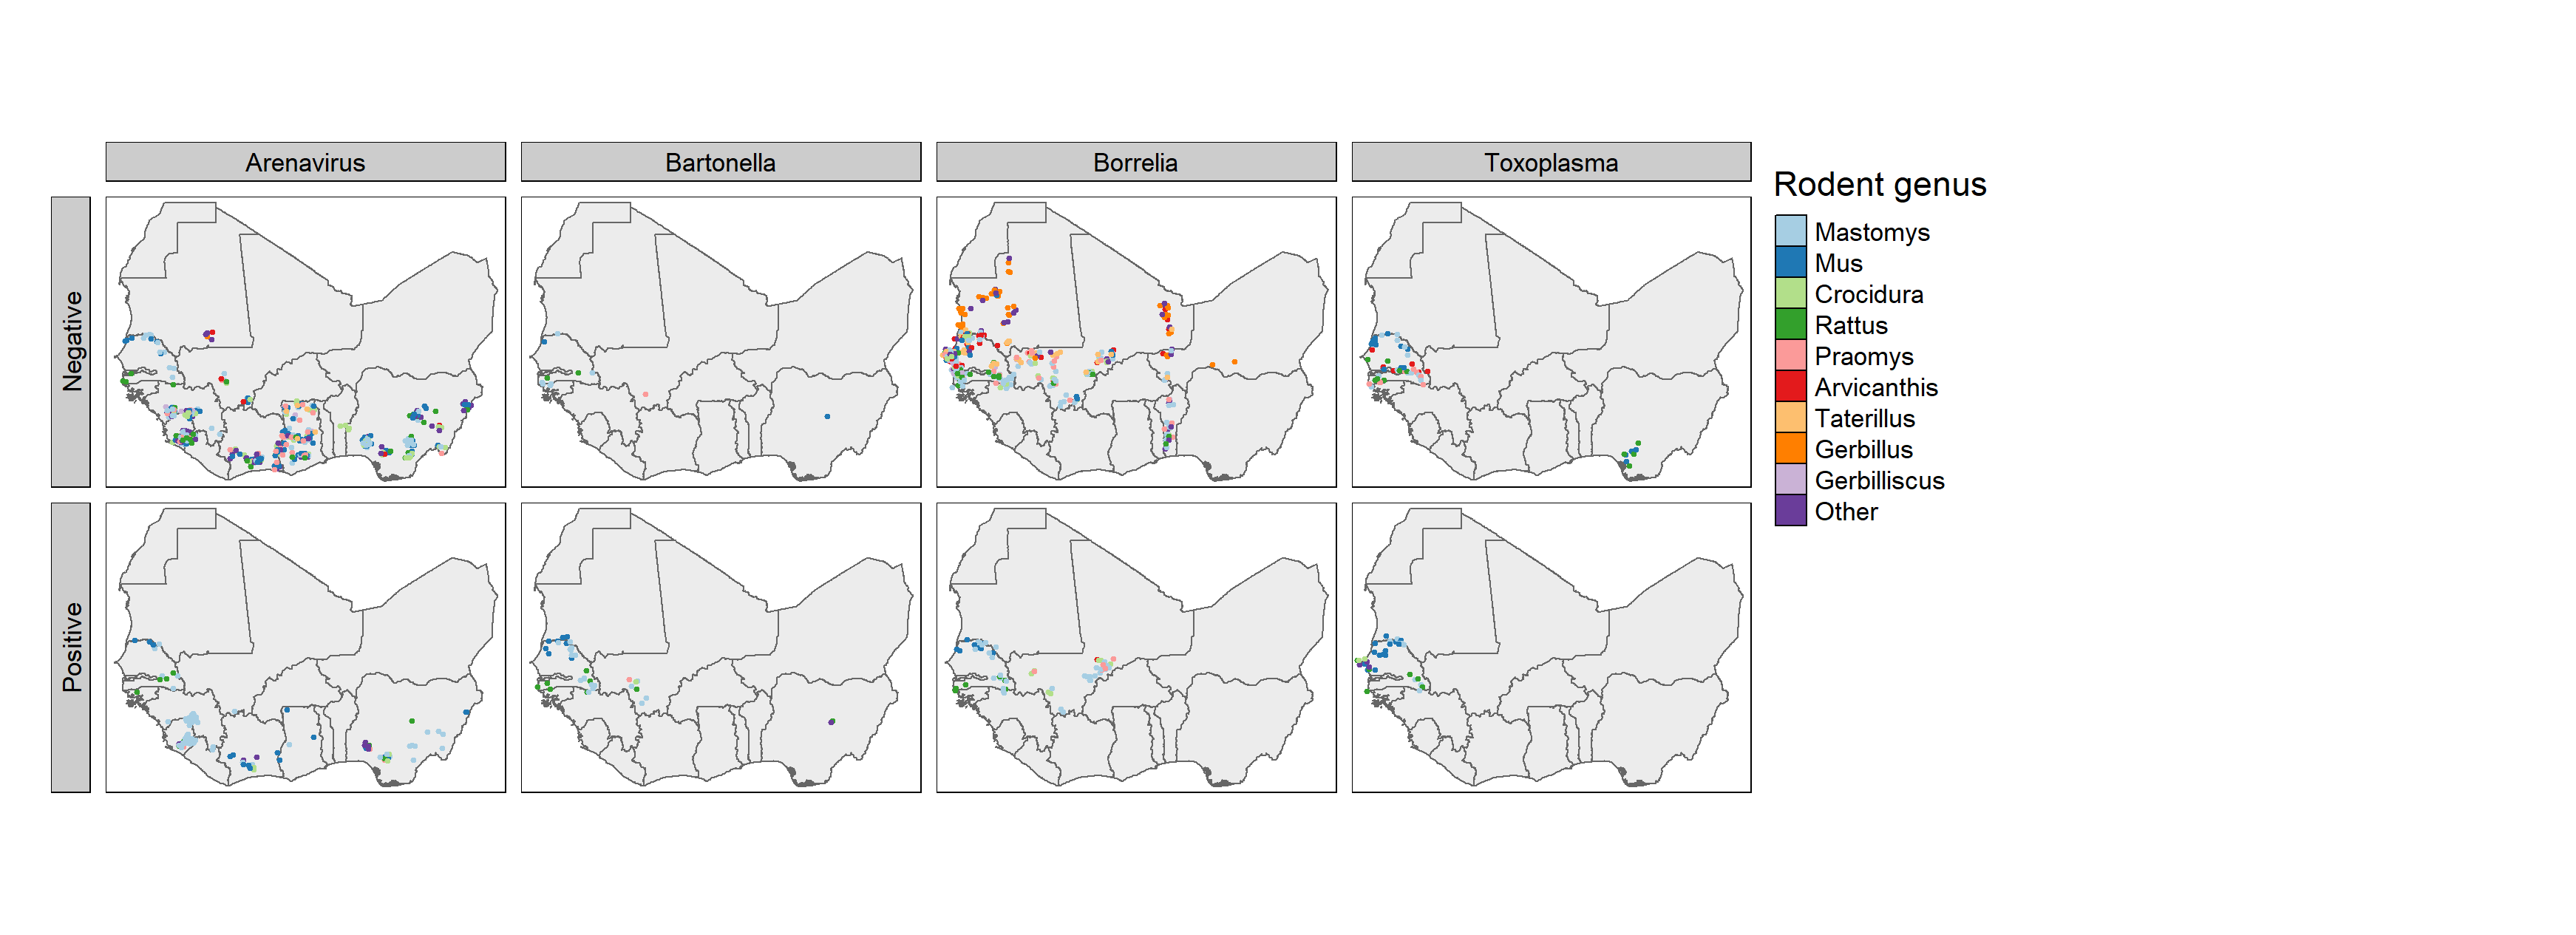 Arenavirus
Bartonella
Borrelia
Toxoplasma
Negative
Positive
Rodent genus
Mastomys
Mus
Crocidura
Rattus
Praomys
Arvicanthis
Taterillus
Gerbillus
Gerbilliscus
Other